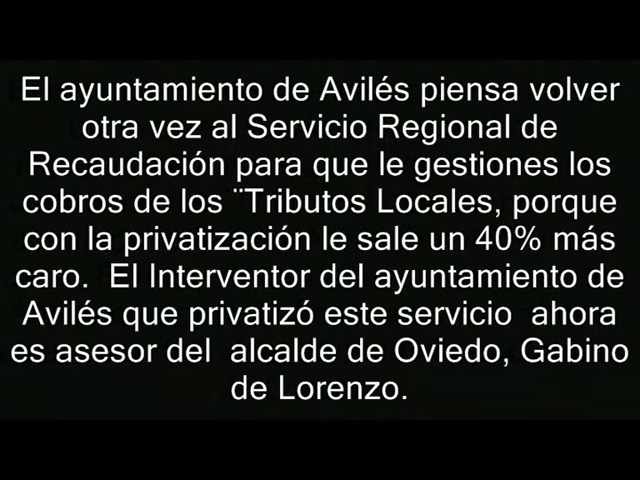 El ayuntamiento de Avilés piensa volver
otra vez al Servicio Regional de
Recaudación para que le gestiones los
cobros de los ¨Tributos Locales, porque
con la privatización le sale un 40% más
caro.  El Interventor del ayuntamiento de
Avilés que privatizó este servicio  ahora
es asesor del  alcalde de Oviedo, Gabino
de Lorenzo.